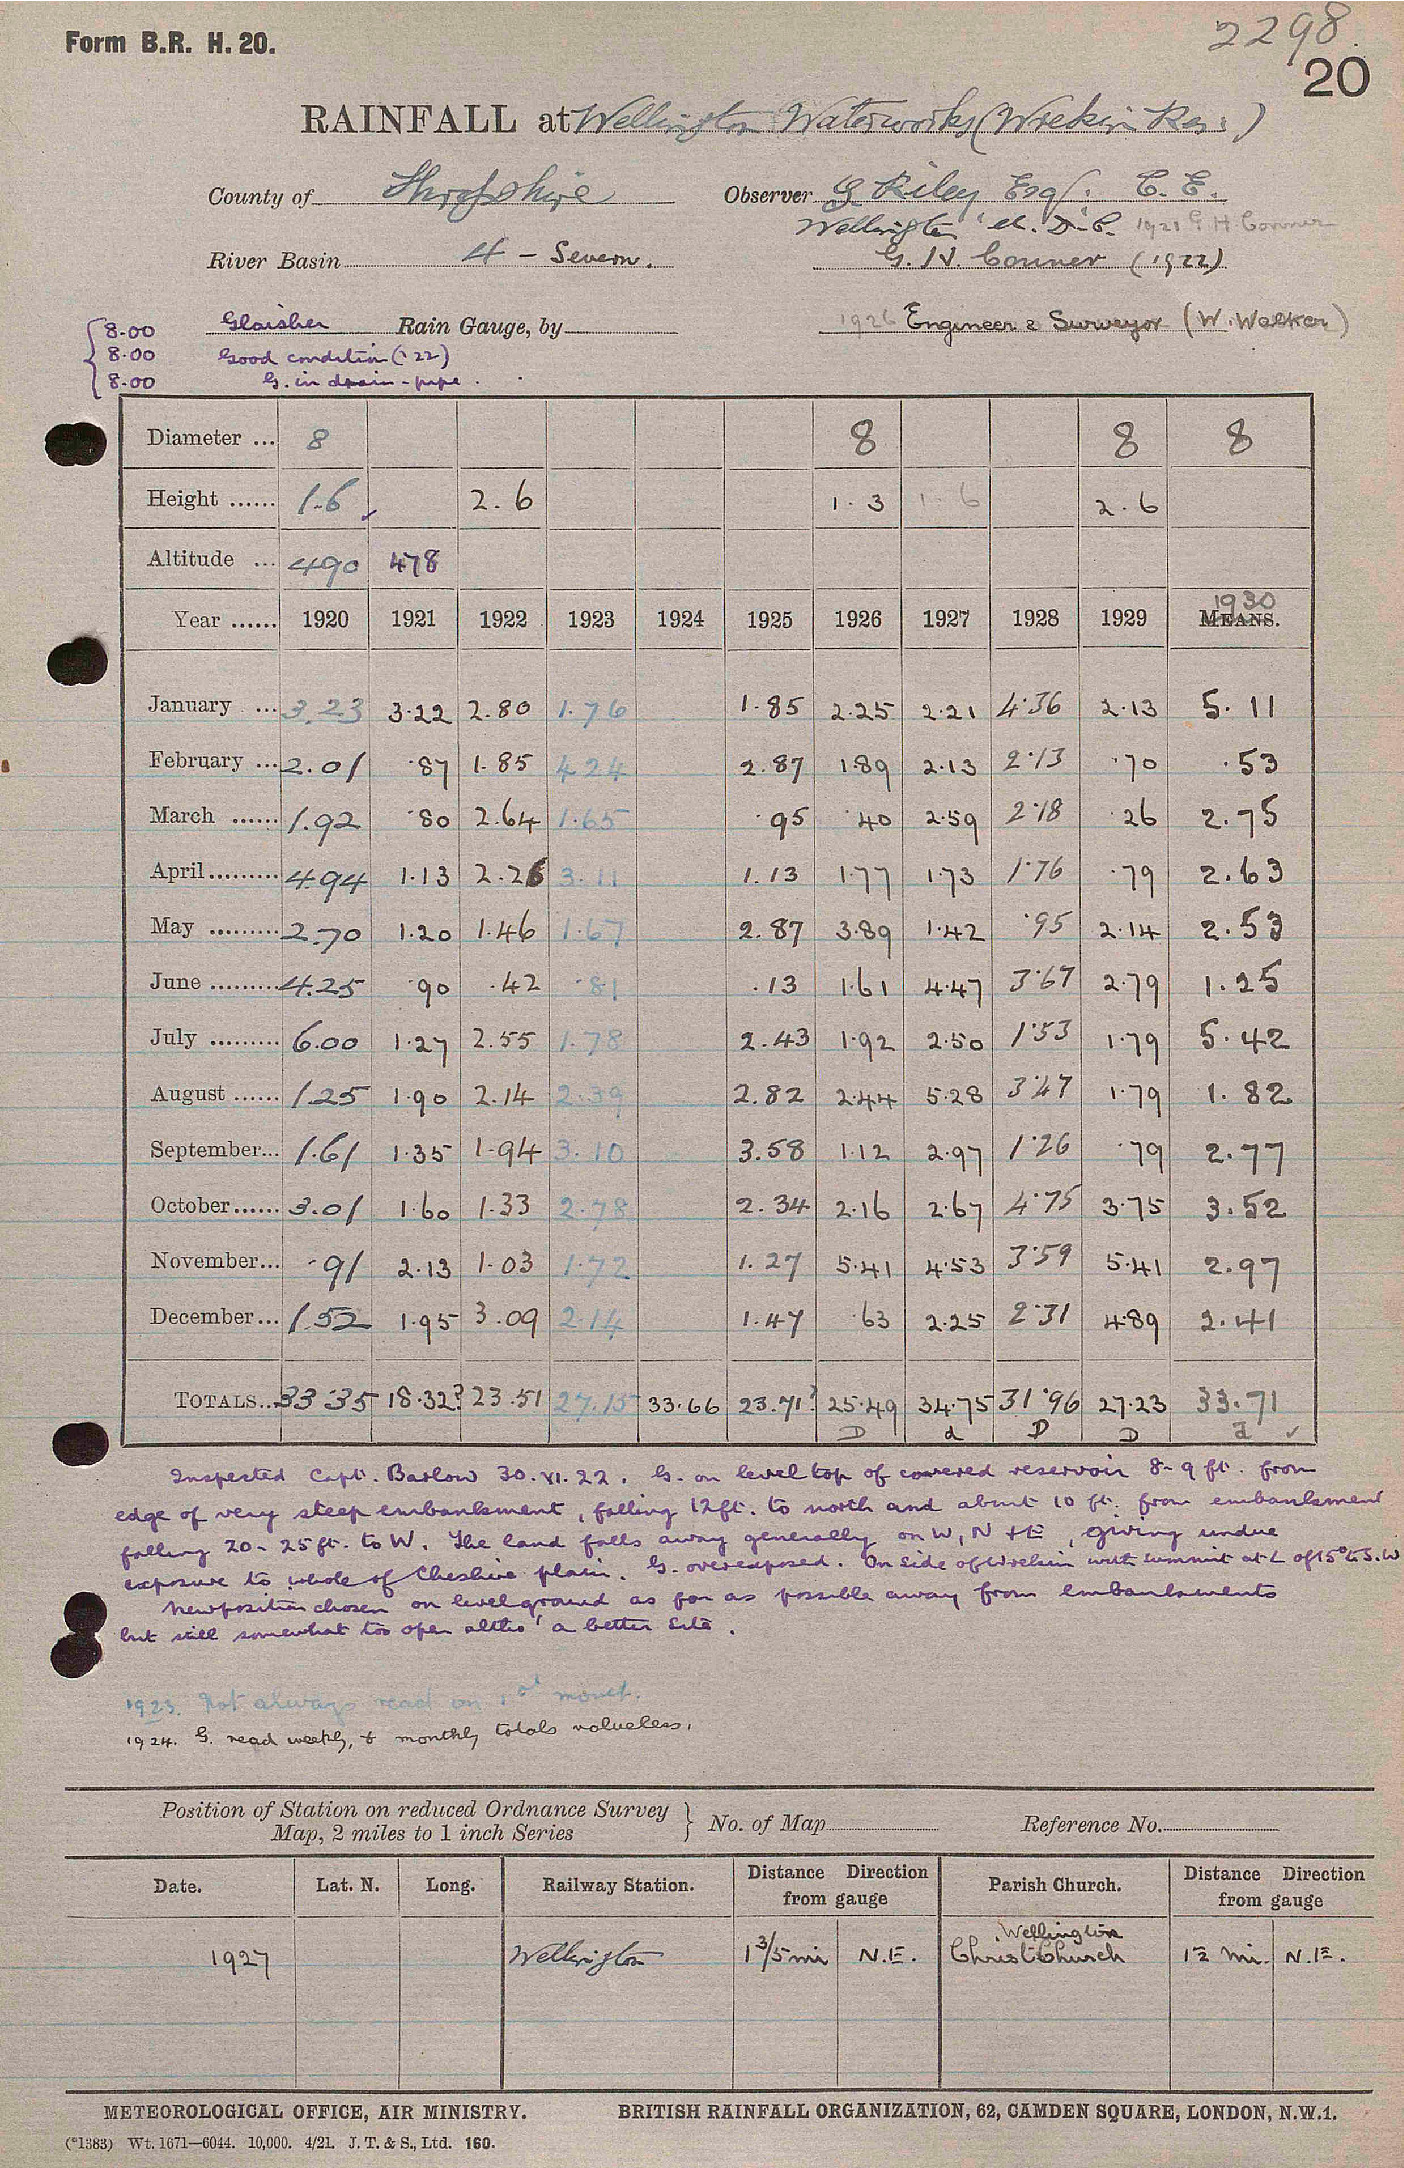 Form B.R. H. 20.
2298.
20
RAINFALL at Wellington Waterworks (Wrekin Res.)
County of Shropshire Observer G. Riley Esq. C. E.
Wellington U. D. C. 1921 G H. Conner
River Basin 4 - Severn. G. H. Conner (1922)
8.00 Glaisher Rain Gauge, by 1926 Engineer & Surveyor (W. Walker)
8.00 Good condition ('22)
8.00 G. in drain-pipe.
Diameter ... 8 8 8 8
Height ...... 1.6 2.6 1.3 1.6 2.6
Altitude ... 490 478
Year ...... 1920 1921 1922 1923 1924 1925 1926 1927 1928 1929 MEANS. 1930
January ... 3.23 3.22 2.80 1.76 1.85 2.25 2.21 4.36 2.13 5.11
February ... 2.01 .87 1.85 4.24 2.87 1.89 2.13 2.13 .70 .53
March ...... 1.92 .80 2.64 1.65 .95 .40 2.59 2.18 .26 2.75
April ......... 4.94 1.13 2.26 3.11 1.13 1.77 1.73 1.76 .79 2.63
May ......... 2.70 1.20 1.46 1.67 2.87 3.89 1.42 .95 2.14 2.53
June ......... 4.25 .90 .42 .81 .13 1.61 4.47 3.67 2.79 1.25
July ......... 6.00 1.27 2.55 1.78 2.43 1.92 2.50 1.53 1.79 5.42
August ...... 1.25 1.90 2.14 2.39 2.82 2.44 5.28 3.47 1.79 1.82
September... 1.61 1.35 1.94 3.10 3.58 1.12 2.97 1.26 .79 2.77
October ...... 3.01 1.60 1.33 2.78 2.34 2.16 2.67 4.75 3.75 3.52
November... .91 2.13 1.03 1.72 1.27 5.41 4.53 3.59 5.41 2.97
December ... 1.52 1.95 3.09 2.14 1.47 .63 2.25 2.31 4.89 2.41
TOTALS... 33.35 18.32? 23.51 27.15 33.66 23.71? 25.49 34.75 31.96 27.23 33.71
D d D D d ✓
Inspected Capt. Barlow 30.VI.22. G. on level top of covered reservoir 8-9 ft. from
edge of very steep embankment, falling 12ft. to north and about 10 ft. from embankment
falling 20-25ft. to W. The land falls away generally on W, N & E, giving undue
exposure to whole of Cheshire plain. G. overexposed. On side of Wrekin with summit at L of 15° to S.W
New position chosen on level ground as far as possible away from embankments
but still somewhat too open altho' a better site.
1923. Not always read on 1st of month.
1924. G. read weekly, & monthly totals valueless.
Position of Station on reduced Ordnance Survey
Map, 2 miles to 1 inch Series } No. of Map Reference No.
Date. Lat. N. Long. Railway Station. Distance Direction from gauge Parish Church. Distance Direction from gauge
1927 Wellington 1 3/5 mi N.E. Wellington Christ Church 1½ mi. N.E.
METEOROLOGICAL OFFICE, AIR MINISTRY. BRITISH RAINFALL ORGANIZATION, 62, CAMDEN SQUARE, LONDON, N.W.1.
(*1383) Wt. 1671—6044. 10,000. 4/21. J. T. & S., Ltd. 160.